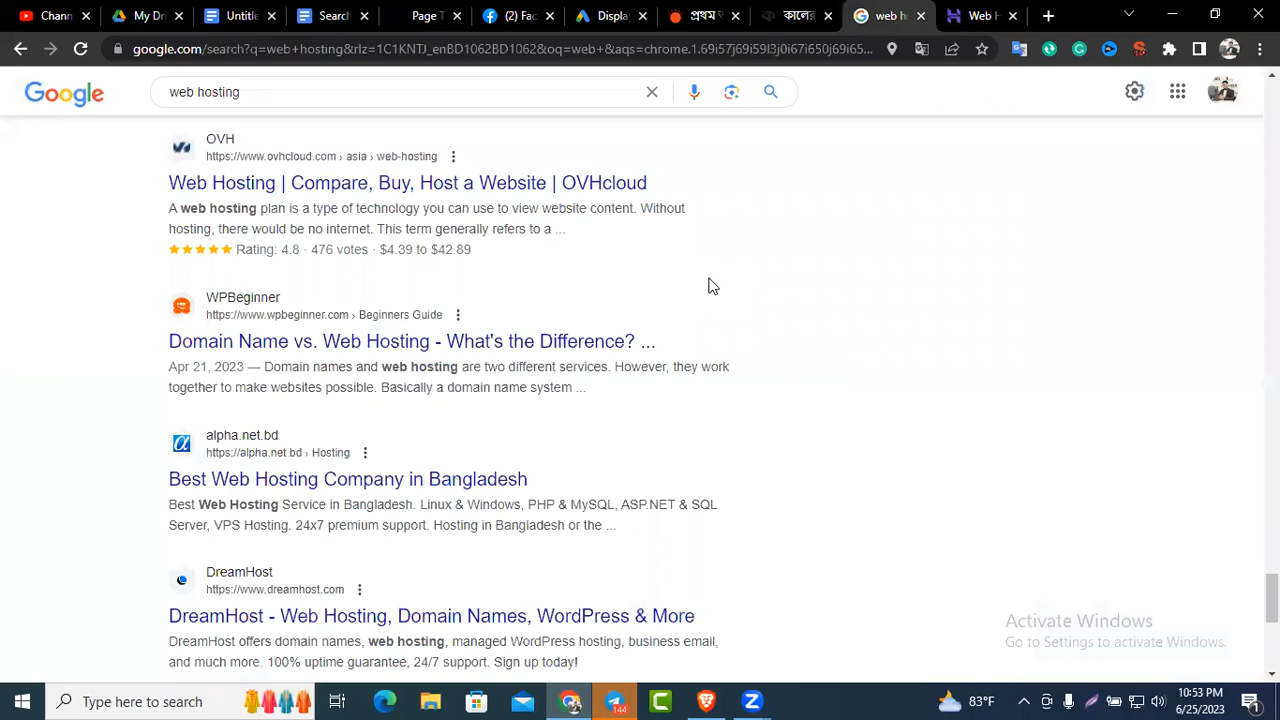 Chann
My Dri
Untitle
Search
Page T
(2) Fac
Display
প্রথম
কালের
web h
Web H
google.com/search?q=web+hosting&rlz=1C1KNTJ_enBD1062BD1062&oq=web+&aqs=chrome.1.69i57j69i59l3j0i67i650j69i65...
Google
web hosting
OVH
https://www.ovhcloud.com › asia › web-hosting
Web Hosting | Compare, Buy, Host a Website | OVHcloud
A web hosting plan is a type of technology you can use to view website content. Without
hosting, there would be no internet. This term generally refers to a ...
Rating: 4.8 · 476 votes · $4.39 to $42.89
WPBeginner
https://www.wpbeginner.com › Beginners Guide
Domain Name vs. Web Hosting - What's the Difference? ...
Apr 21, 2023 — Domain names and web hosting are two different services. However, they work
together to make websites possible. Basically a domain name system ...
alpha.net.bd
https://alpha.net.bd › Hosting
Best Web Hosting Company in Bangladesh
Best Web Hosting Service in Bangladesh. Linux & Windows, PHP & MySQL, ASP.NET & SQL
Server, VPS Hosting. 24x7 premium support. Hosting in Bangladesh or the ...
DreamHost
https://www.dreamhost.com
DreamHost - Web Hosting, Domain Names, WordPress & More
DreamHost offers domain names, web hosting, managed WordPress hosting, business email,
and much more. 100% uptime guarantee, 24/7 support. Sign up today!
Activate Windows
Go to Settings to activate Windows.
Type here to search
144
83°F
10:53 PM
6/25/2023
1